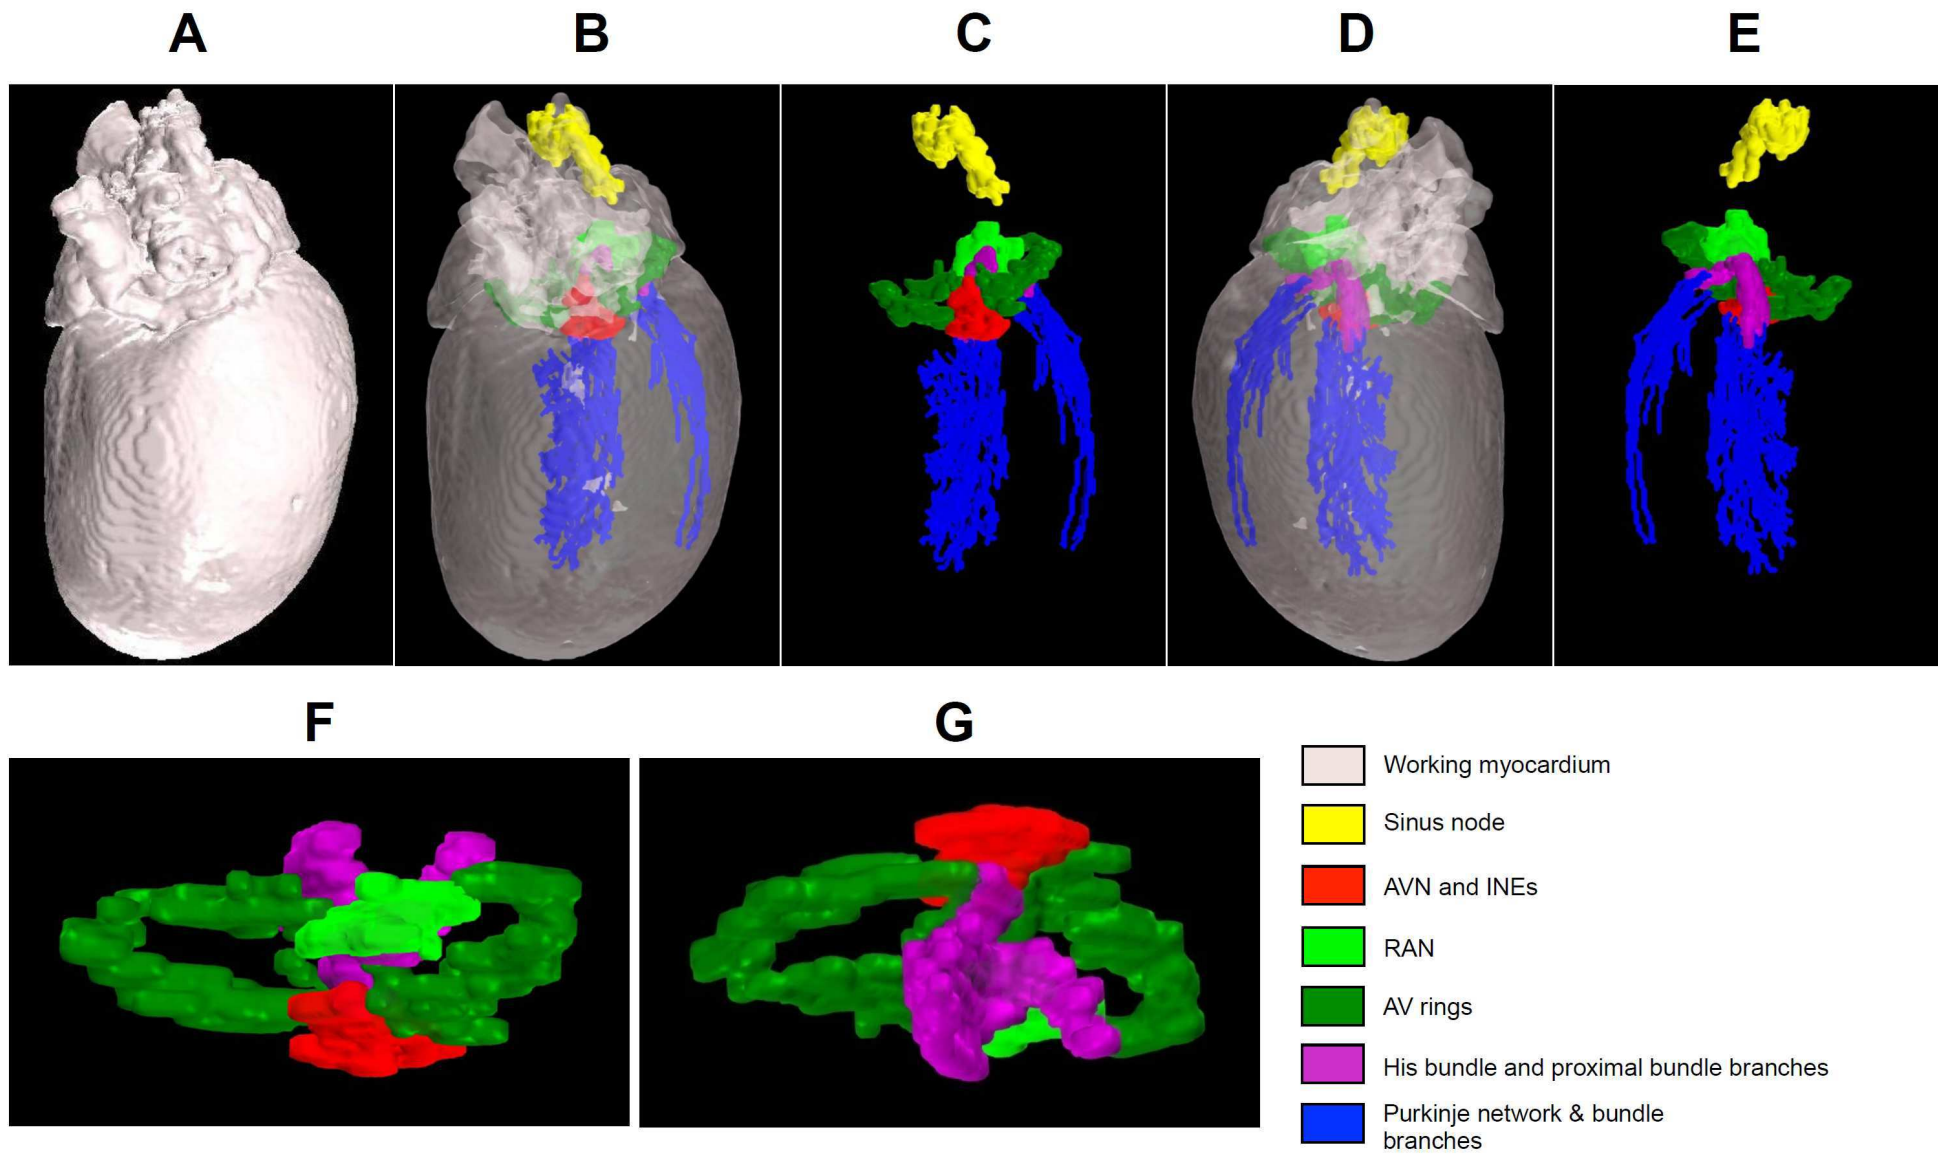 A
B
C
D
E
F
G
Working myocardium
Sinus node
AVN and INEs
RAN
AV rings
His bundle and proximal bundle branches
Purkinje network & bundle
branches